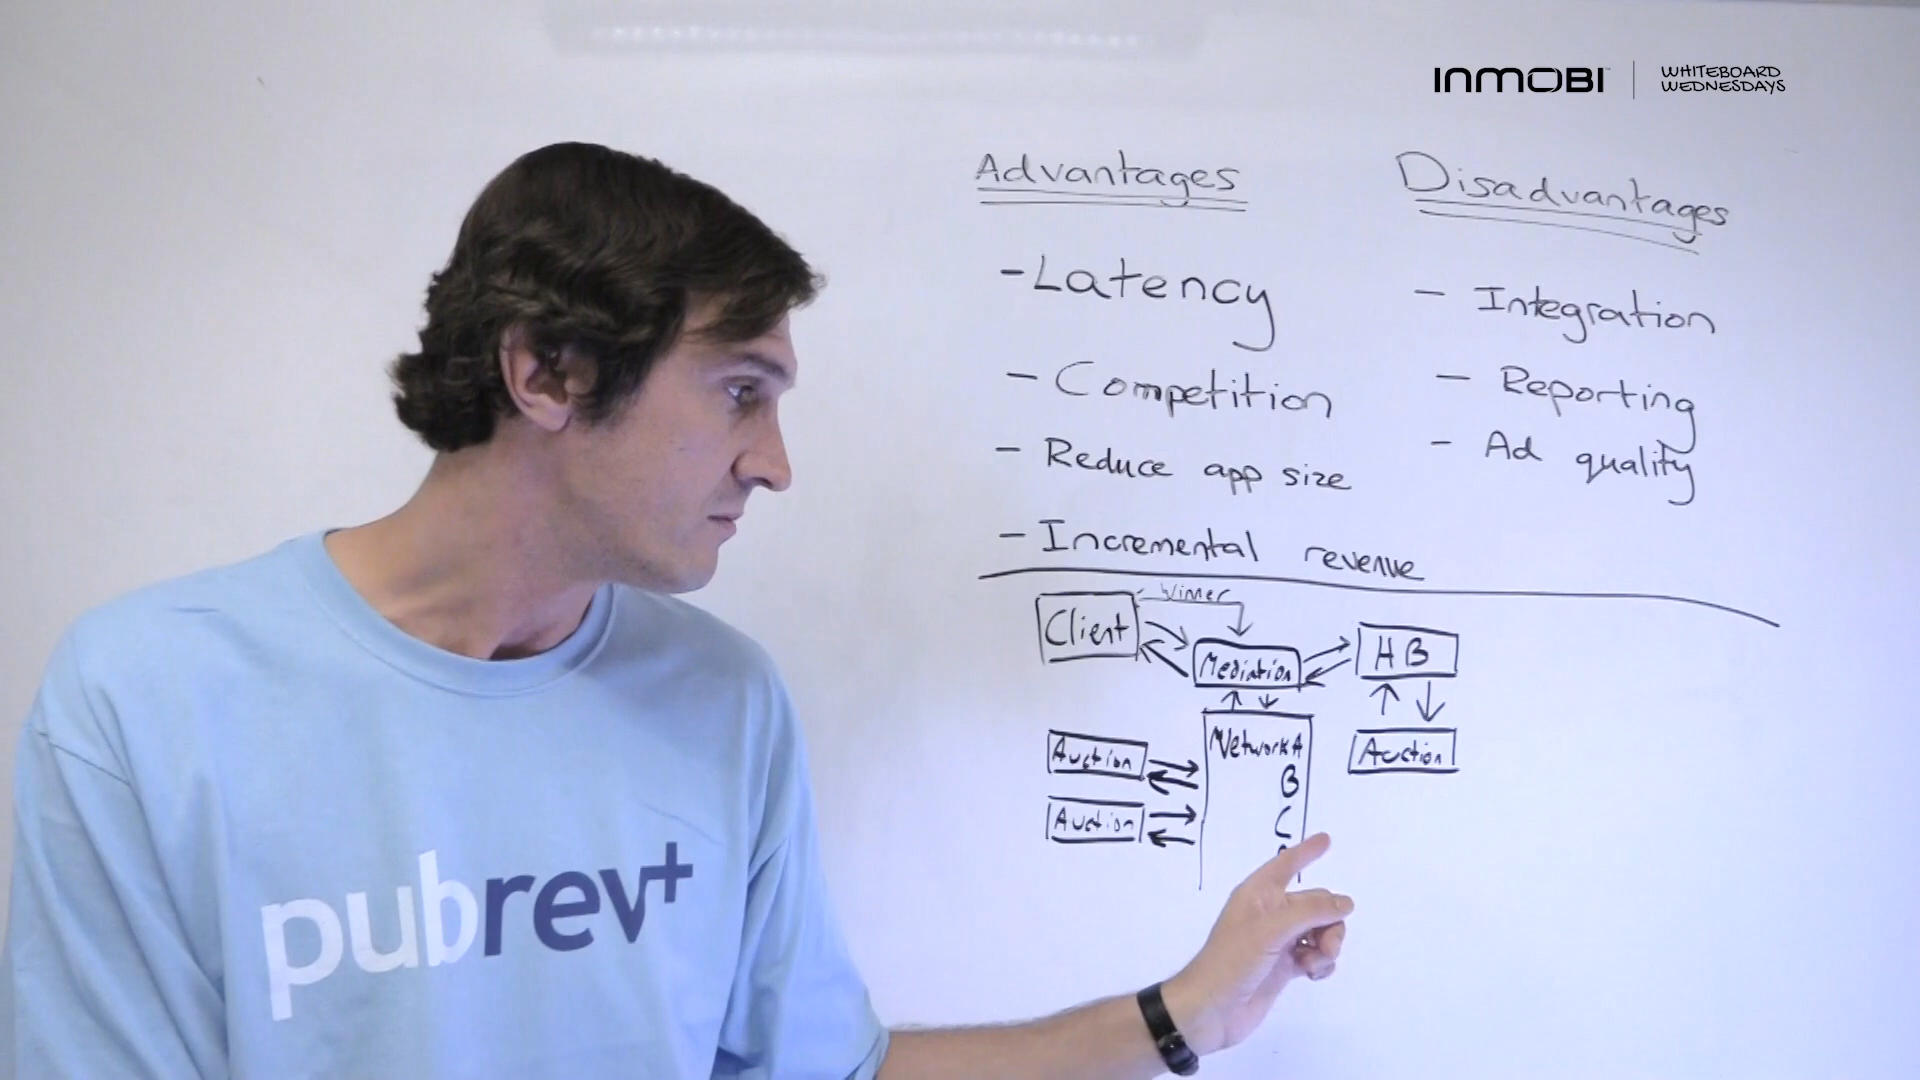 INMOBI
WHITEBOARD
WEDNESDAYS
Advantages
- Latency
- Competition
- Reduce app size
- Incremental revenue
Disadvantages
- Integration
- Reporting
- Ad quality
Winner
Client
Mediation
HB
Auction
Network A
B
C
Auction
Auction
pubrev+